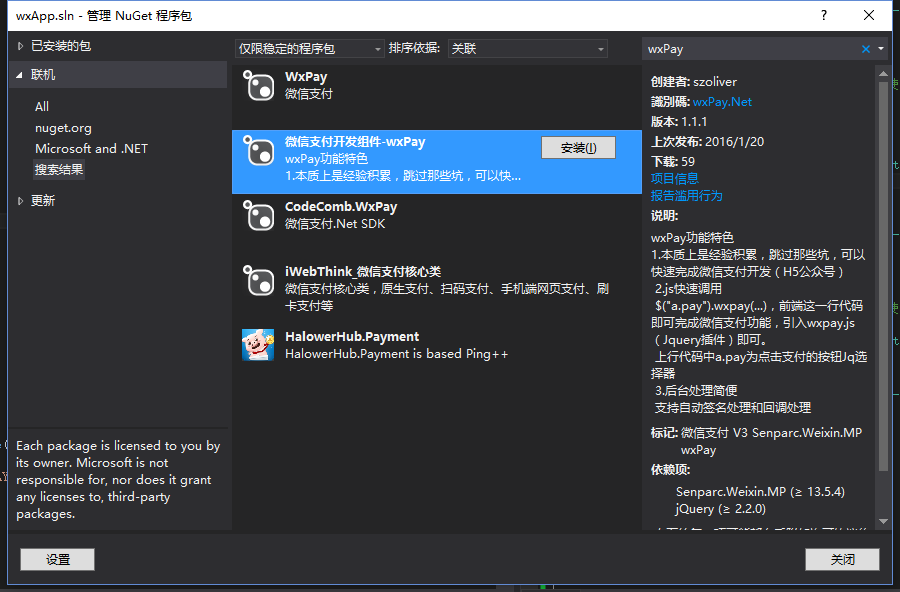 wxApp.sln - 管理 NuGet 程序包
?
已安装的包
联机
All
nuget.org
Microsoft and .NET
搜索结果
更新
Each package is licensed to you by
its owner. Microsoft is not
responsible for, nor does it grant
any licenses to, third-party
packages.
设置
仅限稳定的程序包
排序依据:
关联
WxPay
微信支付
微信支付开发组件-wxPay
wxPay功能特色
1.本质上是经验积累，跳过那些坑，可以快...
安装(I)
CodeComb.WxPay
微信支付.Net SDK
iWebThink_微信支付核心类
微信支付核心类，原生支付、扫码支付、手机端网页支付、刷
卡支付等
HalowerHub.Payment
HalowerHub.Payment is based Ping++
wxPay
创建者: szoliver
識別碼: wxPay.Net
版本: 1.1.1
上次发布: 2016/1/20
下载: 59
项目信息
报告滥用行为
说明:
wxPay功能特色
1.本质上是经验积累，跳过那些坑，可以
快速完成微信支付开发（H5公众号）
2.js快速调用
$("a.pay").wxpay(...)，前端这一行代码
即可完成微信支付功能，引入wxpay.js
（Jquery插件）即可。
上行代码中a.pay为点击支付的按钮Jq选
择器
3.后台处理简便
支持自动签名处理和回调处理
标记: 微信支付 V3 Senparc.Weixin.MP
wxPay
依赖项:
Senparc.Weixin.MP (≥ 13.5.4)
jQuery (≥ 2.2.0)
关闭